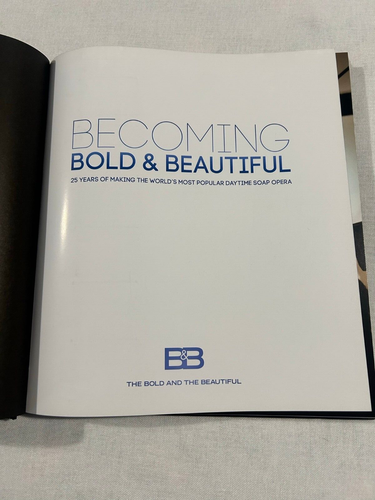 BECOMING
BOLD & BEAUTIFUL
25 YEARS OF MAKING THE WORLD'S MOST POPULAR DAYTIME SOAP OPERA
B&B
THE BOLD AND THE BEAUTIFUL